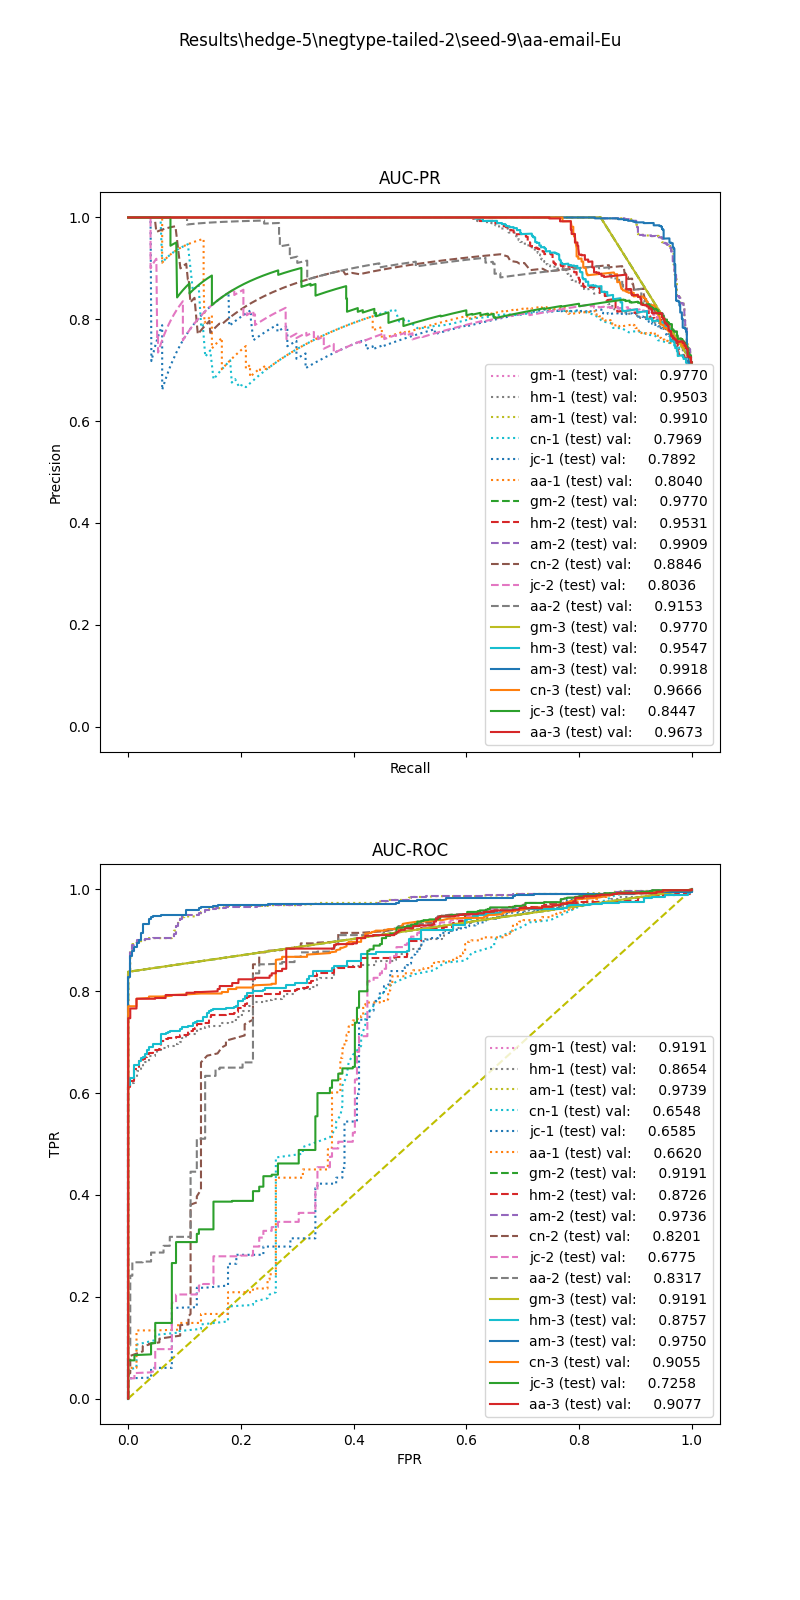 Results\hedge-5\negtype-tailed-2\seed-9\aa-email-Eu
AUC-PR
1.0
0.8
0.6
0.4
0.2
0.0
Precision
Recall
gm-1 (test) val: 0.9770
hm-1 (test) val: 0.9503
am-1 (test) val: 0.9910
cn-1 (test) val: 0.7969
jc-1 (test) val: 0.7892
aa-1 (test) val: 0.8040
gm-2 (test) val: 0.9770
hm-2 (test) val: 0.9531
am-2 (test) val: 0.9909
cn-2 (test) val: 0.8846
jc-2 (test) val: 0.8036
aa-2 (test) val: 0.9153
gm-3 (test) val: 0.9770
hm-3 (test) val: 0.9547
am-3 (test) val: 0.9918
cn-3 (test) val: 0.9666
jc-3 (test) val: 0.8447
aa-3 (test) val: 0.9673
AUC-ROC
1.0
0.8
0.6
0.4
0.2
0.0
TPR
0.0 0.2 0.4 0.6 0.8 1.0
FPR
gm-1 (test) val: 0.9191
hm-1 (test) val: 0.8654
am-1 (test) val: 0.9739
cn-1 (test) val: 0.6548
jc-1 (test) val: 0.6585
aa-1 (test) val: 0.6620
gm-2 (test) val: 0.9191
hm-2 (test) val: 0.8726
am-2 (test) val: 0.9736
cn-2 (test) val: 0.8201
jc-2 (test) val: 0.6775
aa-2 (test) val: 0.8317
gm-3 (test) val: 0.9191
hm-3 (test) val: 0.8757
am-3 (test) val: 0.9750
cn-3 (test) val: 0.9055
jc-3 (test) val: 0.7258
aa-3 (test) val: 0.9077